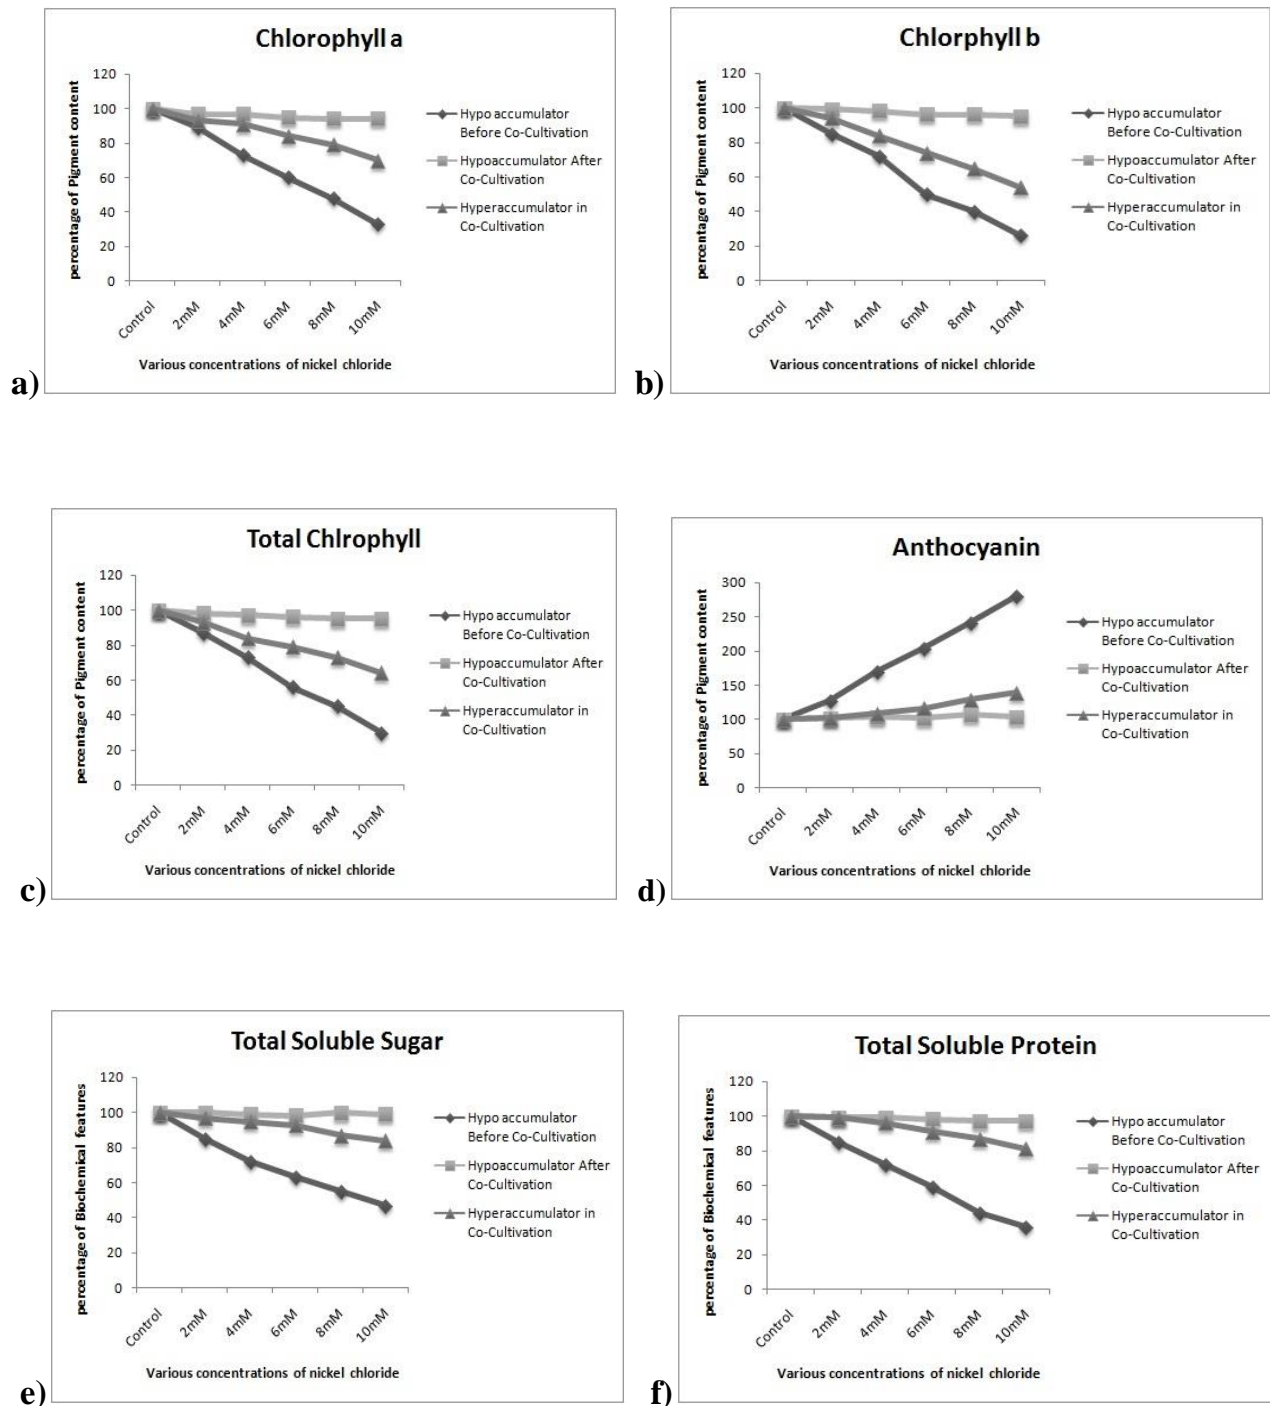 Chlorophyll a
percentage of Pigment content
120
100
80
60
40
20
0
Control
2mM
4mM
6mM
8mM
10mM
Various concentrations of nickel chloride
Hypo accumulator
Before Co-Cultivation
Hypoaccumulator After
Co-Cultivation
Hyperaccumulator in
Co-Cultivation
a)
Chlorphyll b
percentage of Pigment content
120
100
80
60
40
20
0
Control
2mM
4mM
6mM
8mM
10mM
Various concentrations of nickel chloride
Hypo accumulator
Before Co-Cultivation
Hypoaccumulator After
Co-Cultivation
Hyperaccumulator in
Co-Cultivation
b)
Total Chlrophyll
percentage of Pigment content
120
100
80
60
40
20
0
Control
2mM
4mM
6mM
8mM
10mM
Various concentrations of nickel chloride
Hypo accumulator
Before Co-Cultivation
Hypoaccumulator After
Co-Cultivation
Hyperaccumulator in
Co-Cultivation
c)
Anthocyanin
percentage of Pigment content
300
250
200
150
100
50
0
Control
2mM
4mM
6mM
8mM
10mM
Various concentrations of nickel chloride
Hypo accumulator
Before Co-Cultivation
Hypoaccumulator After
Co-Cultivation
Hyperaccumulator in
Co-Cultivation
d)
Total Soluble Sugar
percentage of Biochemical features
120
100
80
60
40
20
0
Control
2mM
4mM
6mM
8mM
10mM
Various concentrations of nickel chloride
Hypo accumulator
Before Co-Cultivation
Hypoaccumulator After
Co-Cultivation
Hyperaccumulator in
Co-Cultivation
e)
Total Soluble Protein
percentage of Biochemical features
120
100
80
60
40
20
0
Control
2mM
4mM
6mM
8mM
10mM
Various concentrations of nickel chloride
Hypo accumulator
Before Co-Cultivation
Hypoaccumulator After
Co-Cultivation
Hyperaccumulator in
Co-Cultivation
f)